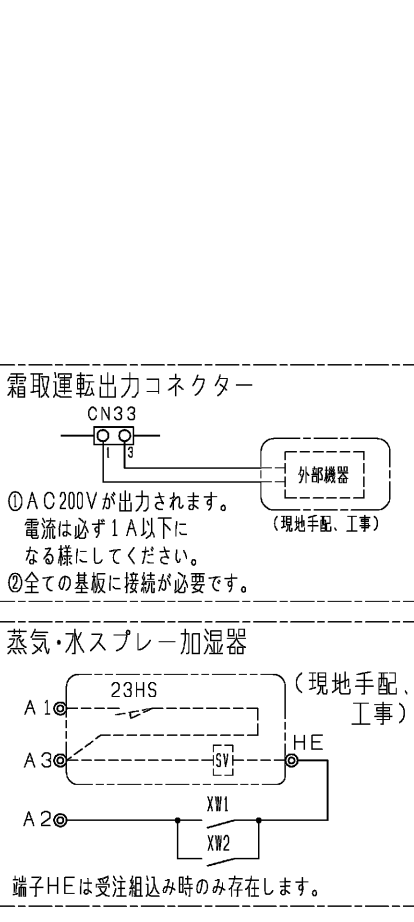 霜取運転出力コネクター
CN33
1 3
外部機器
(現地手配、工事)
①AC200Vが出力されます。
電流は必ず1A以下に
なる様にしてください。
②全ての基板に接続が必要です。
蒸気・水スプレー加湿器
(現地手配、
工事)
23HS
A1
HE
A3
SV
XW1
A2
XW2
端子HEは受注組込み時のみ存在します。